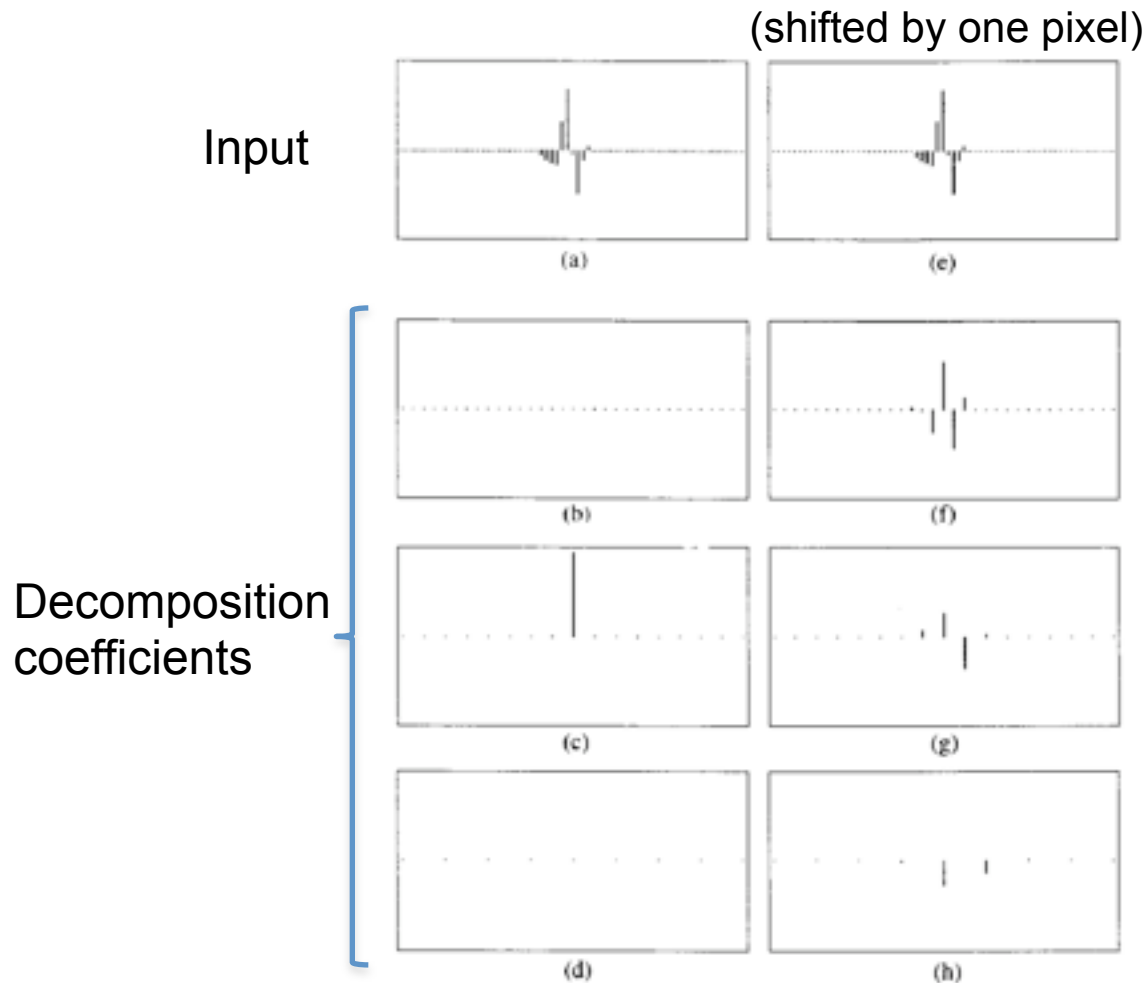 (shifted by one pixel)
Input
(a)
(e)
(b)
(f)
Decomposition
coefficients
(c)
(g)
(d)
(h)